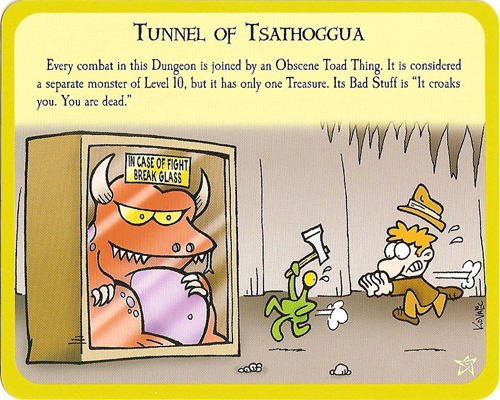 Tunnel of Tsathoggua
Every combat in this Dungeon is joined by an Obscene Toad Thing. It is considered
a separate monster of Level 10, but it has only one Treasure. Its Bad Stuff is “It croaks
you. You are dead.”
IN CASE OF FIGHT
BREAK GLASS
Kovalic